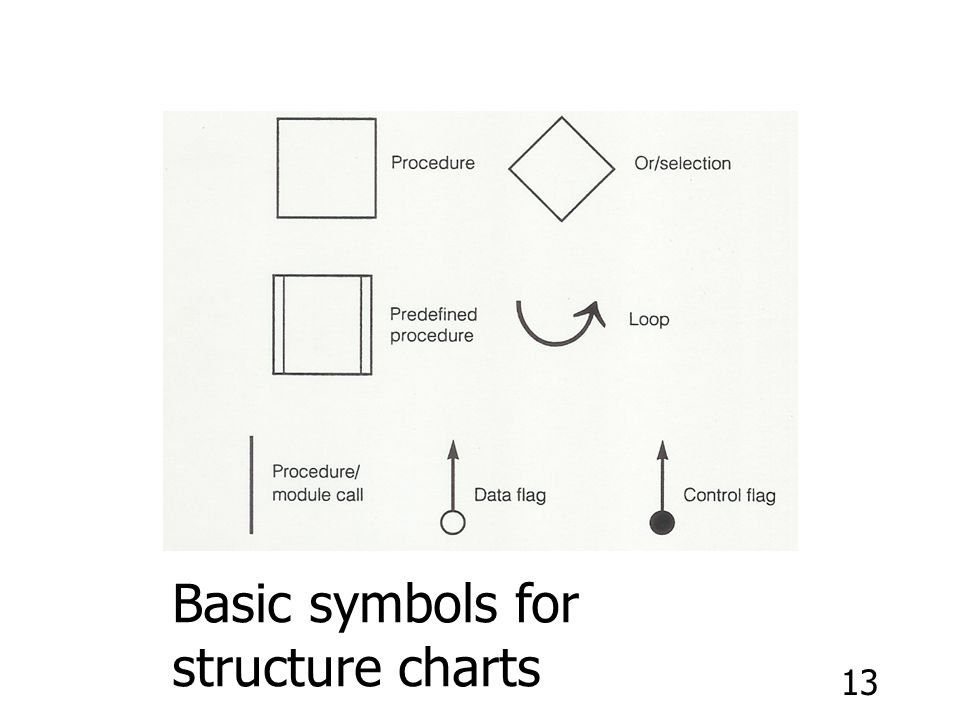 Procedure
Or/selection
Predefined
procedure
Loop
Procedure/
module call
Data flag
Control flag
Basic symbols for
structure charts
13